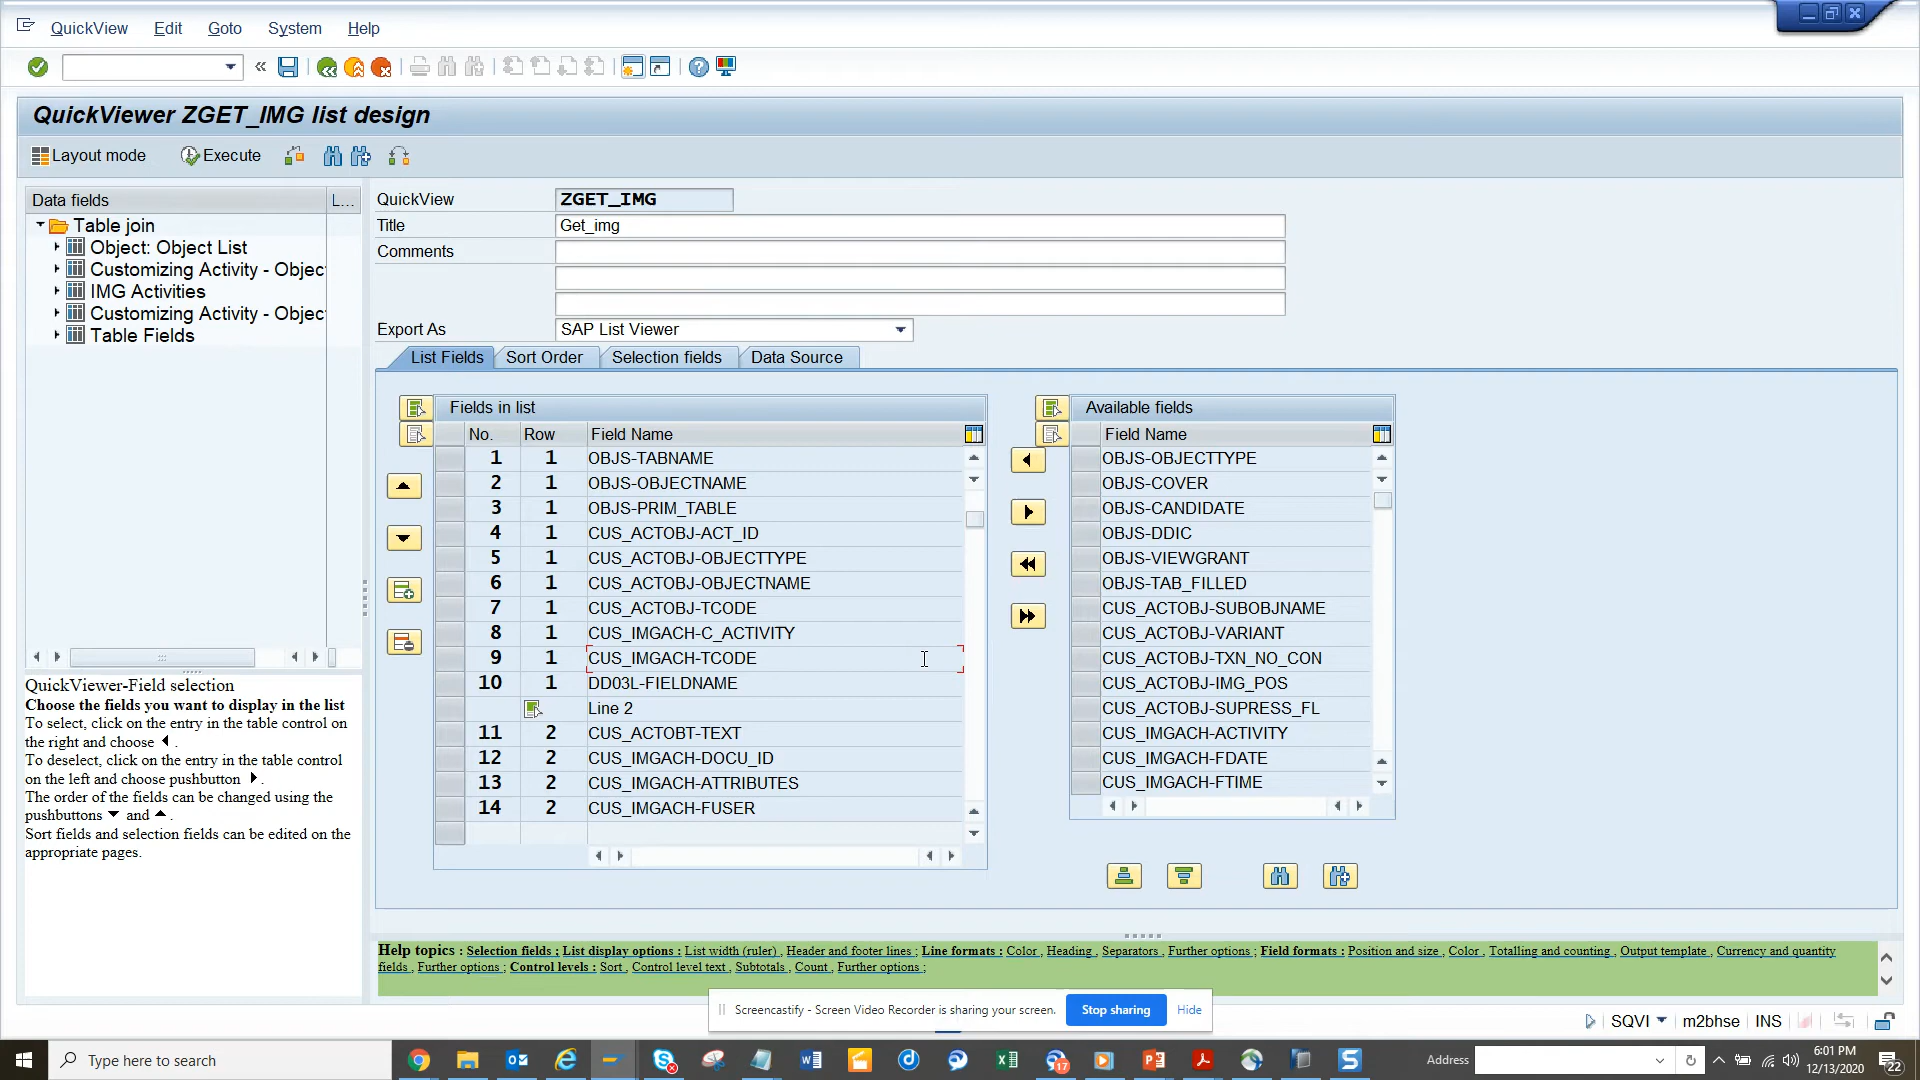 QuickView Edit Goto System Help
QuickViewer ZGET_IMG list design
Layout mode Execute
Data fields L...
Table join
Object: Object List
Customizing Activity - Objec
IMG Activities
Customizing Activity - Objec
Table Fields
QuickView ZGET_IMG
Title Get_img
Comments
Export As SAP List Viewer
List Fields Sort Order Selection fields Data Source
Fields in list
No. Row Field Name
1 1 OBJS-TABNAME
2 1 OBJS-OBJECTNAME
3 1 OBJS-PRIM_TABLE
4 1 CUS_ACTOBJ-ACT_ID
5 1 CUS_ACTOBJ-OBJECTTYPE
6 1 CUS_ACTOBJ-OBJECTNAME
7 1 CUS_ACTOBJ-TCODE
8 1 CUS_IMGACH-C_ACTIVITY
9 1 CUS_IMGACH-TCODE
10 1 DD03L-FIELDNAME
Line 2
11 2 CUS_ACTOBT-TEXT
12 2 CUS_IMGACH-DOCU_ID
13 2 CUS_IMGACH-ATTRIBUTES
14 2 CUS_IMGACH-FUSER
Available fields
Field Name
OBJS-OBJECTTYPE
OBJS-COVER
OBJS-CANDIDATE
OBJS-DDIC
OBJS-VIEWGRANT
OBJS-TAB_FILLED
CUS_ACTOBJ-SUBOBJNAME
CUS_ACTOBJ-VARIANT
CUS_ACTOBJ-TXN_NO_CON
CUS_ACTOBJ-IMG_POS
CUS_ACTOBJ-SUPRESS_FL
CUS_IMGACH-ACTIVITY
CUS_IMGACH-FDATE
CUS_IMGACH-FTIME
QuickViewer-Field selection
Choose the fields you want to display in the list
To select, click on the entry in the table control on
the right and choose .
To deselect, click on the entry in the table control
on the left and choose pushbutton .
The order of the fields can be changed using the
pushbuttons and .
Sort fields and selection fields can be edited on the
appropriate pages.
Help topics : Selection fields ; List display options : List width (ruler) , Header and footer lines ; Line formats : Color , Heading , Separators , Further options ; Field formats : Position and size , Color , Totalling and counting , Output template , Currency and quantity
fields , Further options ; Control levels : Sort , Control level text , Subtotals , Count , Further options ;
Screencastify - Screen Video Recorder is sharing your screen. Stop sharing Hide
SQVI m2bhse INS
Type here to search
17
Address
6:01 PM
12/13/2020
22